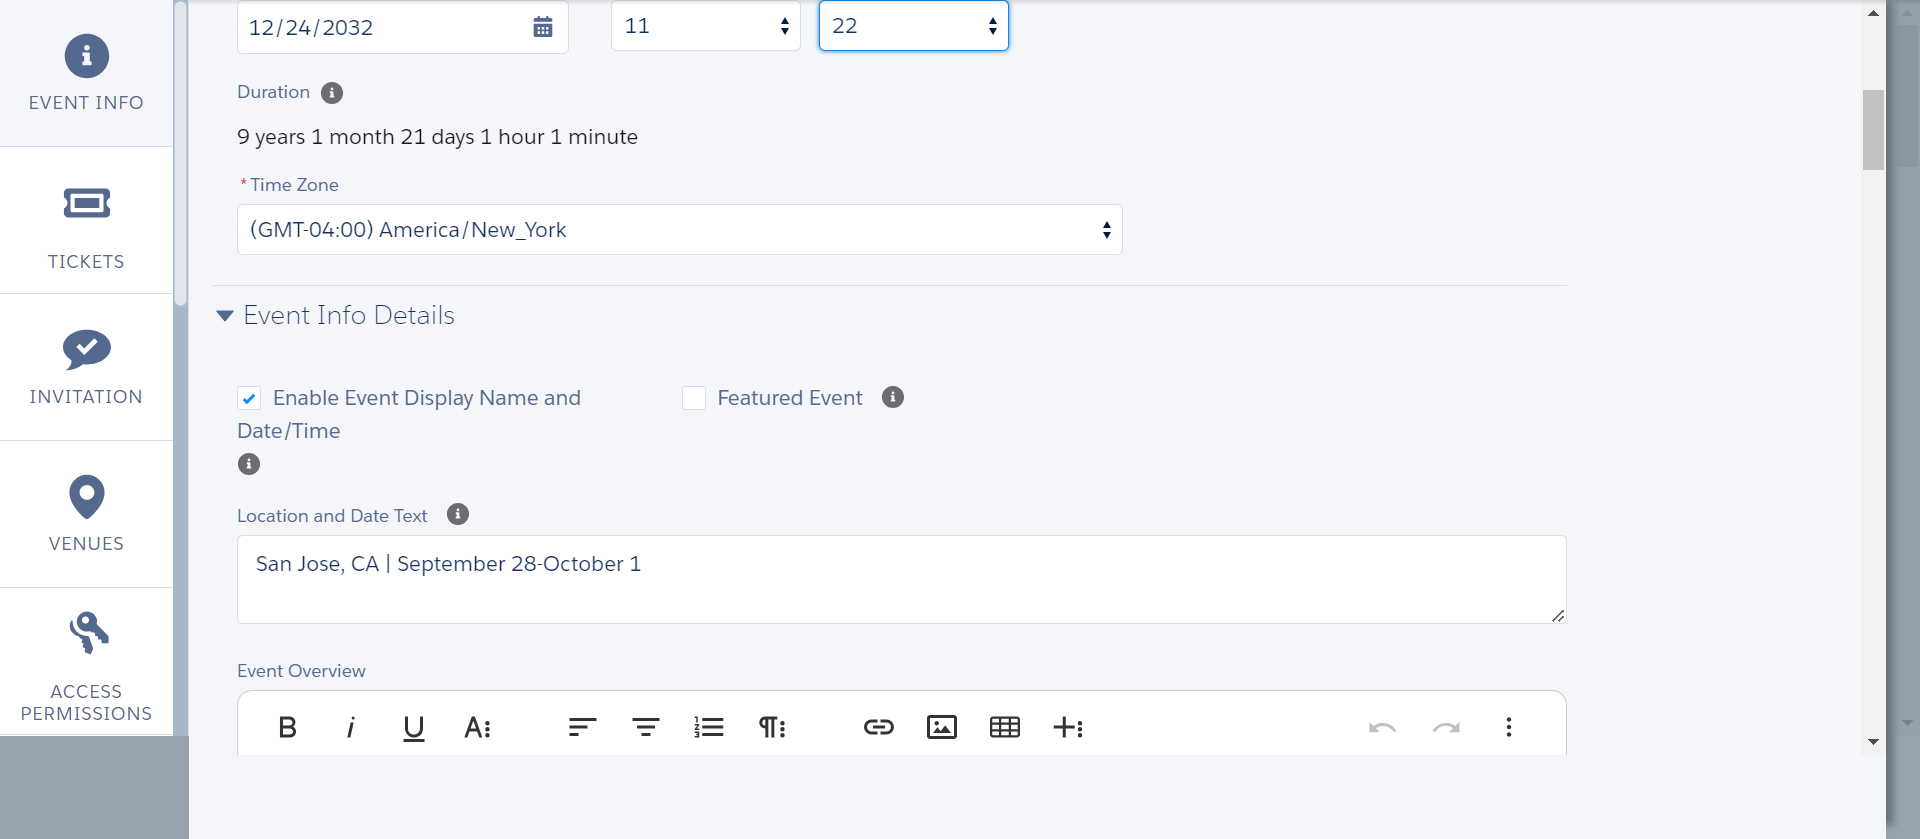 12/24/2032
11
22
EVENT INFO
Duration
9 years 1 month 21 days 1 hour 1 minute
* Time Zone
(GMT-04:00) America/New_York
TICKETS
Event Info Details
INVITATION
Enable Event Display Name and
Date/Time
Featured Event
VENUES
Location and Date Text
San Jose, CA | September 28-October 1
ACCESS
PERMISSIONS
Event Overview